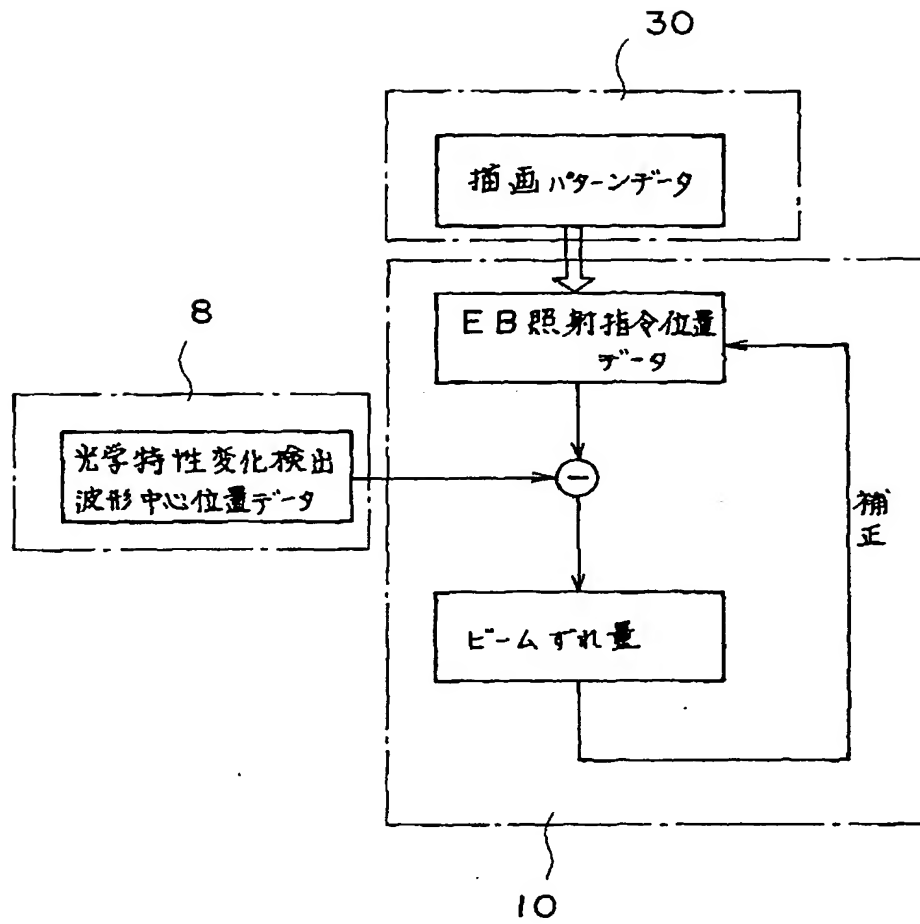 30
描画パターンデータ
EB照射指令位置
データ
8
光学特性変化検出
波形中心位置データ
補正
ビームずれ量
10